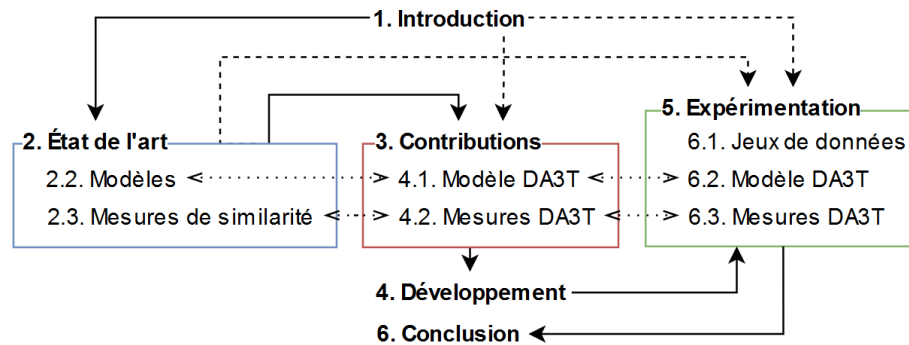 1. Introduction
2. État de l'art
2.2. Modèles
2.3. Mesures de similarité
3. Contributions
4.1. Modèle DA3T
4.2. Mesures DA3T
5. Expérimentation
6.1. Jeux de données
6.2. Modèle DA3T
6.3. Mesures DA3T
4. Développement
6. Conclusion